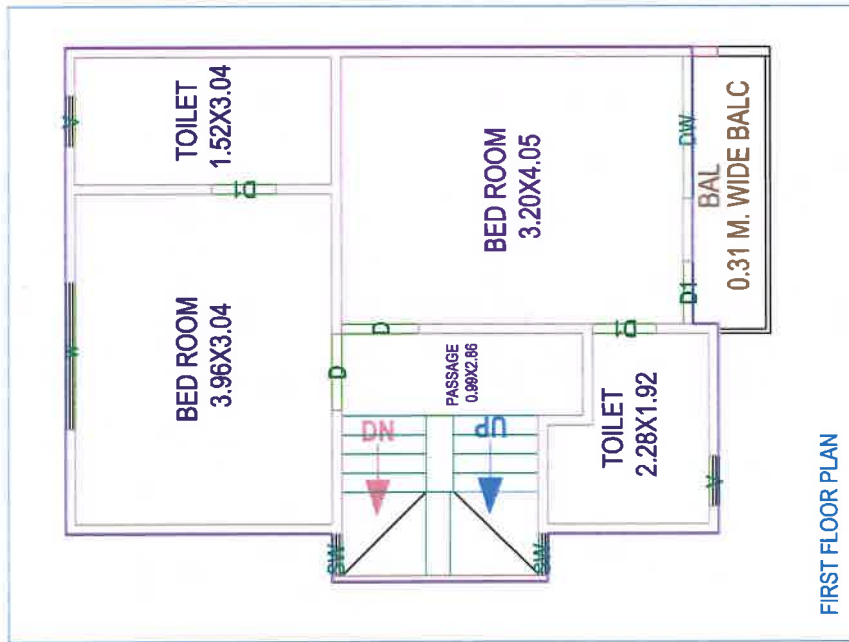 V
TOILET
1.52X3.04
D1
W
BED ROOM
3.96X3.04
D
D
BED ROOM
3.20X4.05
DW
BAL
0.31 M. WIDE BALC
D1
D1
PASSAGE
0.99X2.86
DN
UP
TOILET
2.28X1.92
V
SW
SW
FIRST FLOOR PLAN